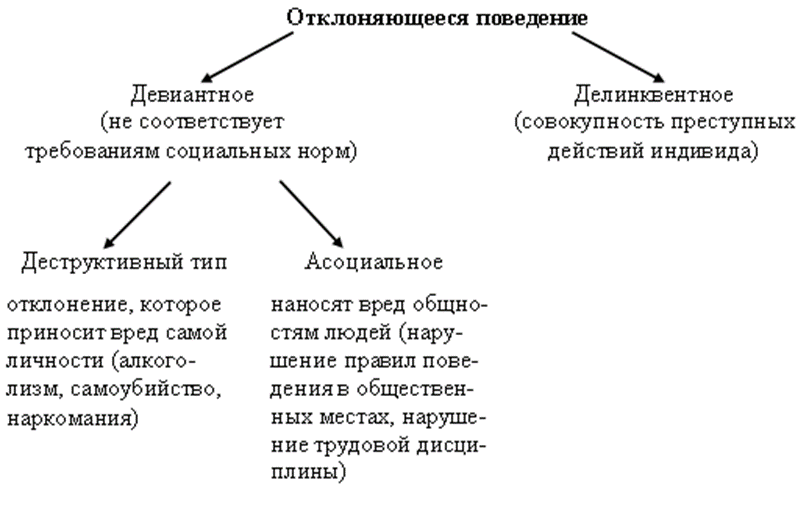 Отклоняющееся поведение
Девиантное
(не соответствует
требованиям социальных норм)
Делинквентное
(совокупность преступных
действий индивида)
Деструктивный тип
отклонение, которое
приносит вред самой
личности (алкого-
лизм, самоубийство,
наркомания)
Асоциальное
наносят вред общно-
стям людей (нару-
шение правил пове-
дения в обществен-
ных местах, наруше-
ние трудовой дисци-
плины)